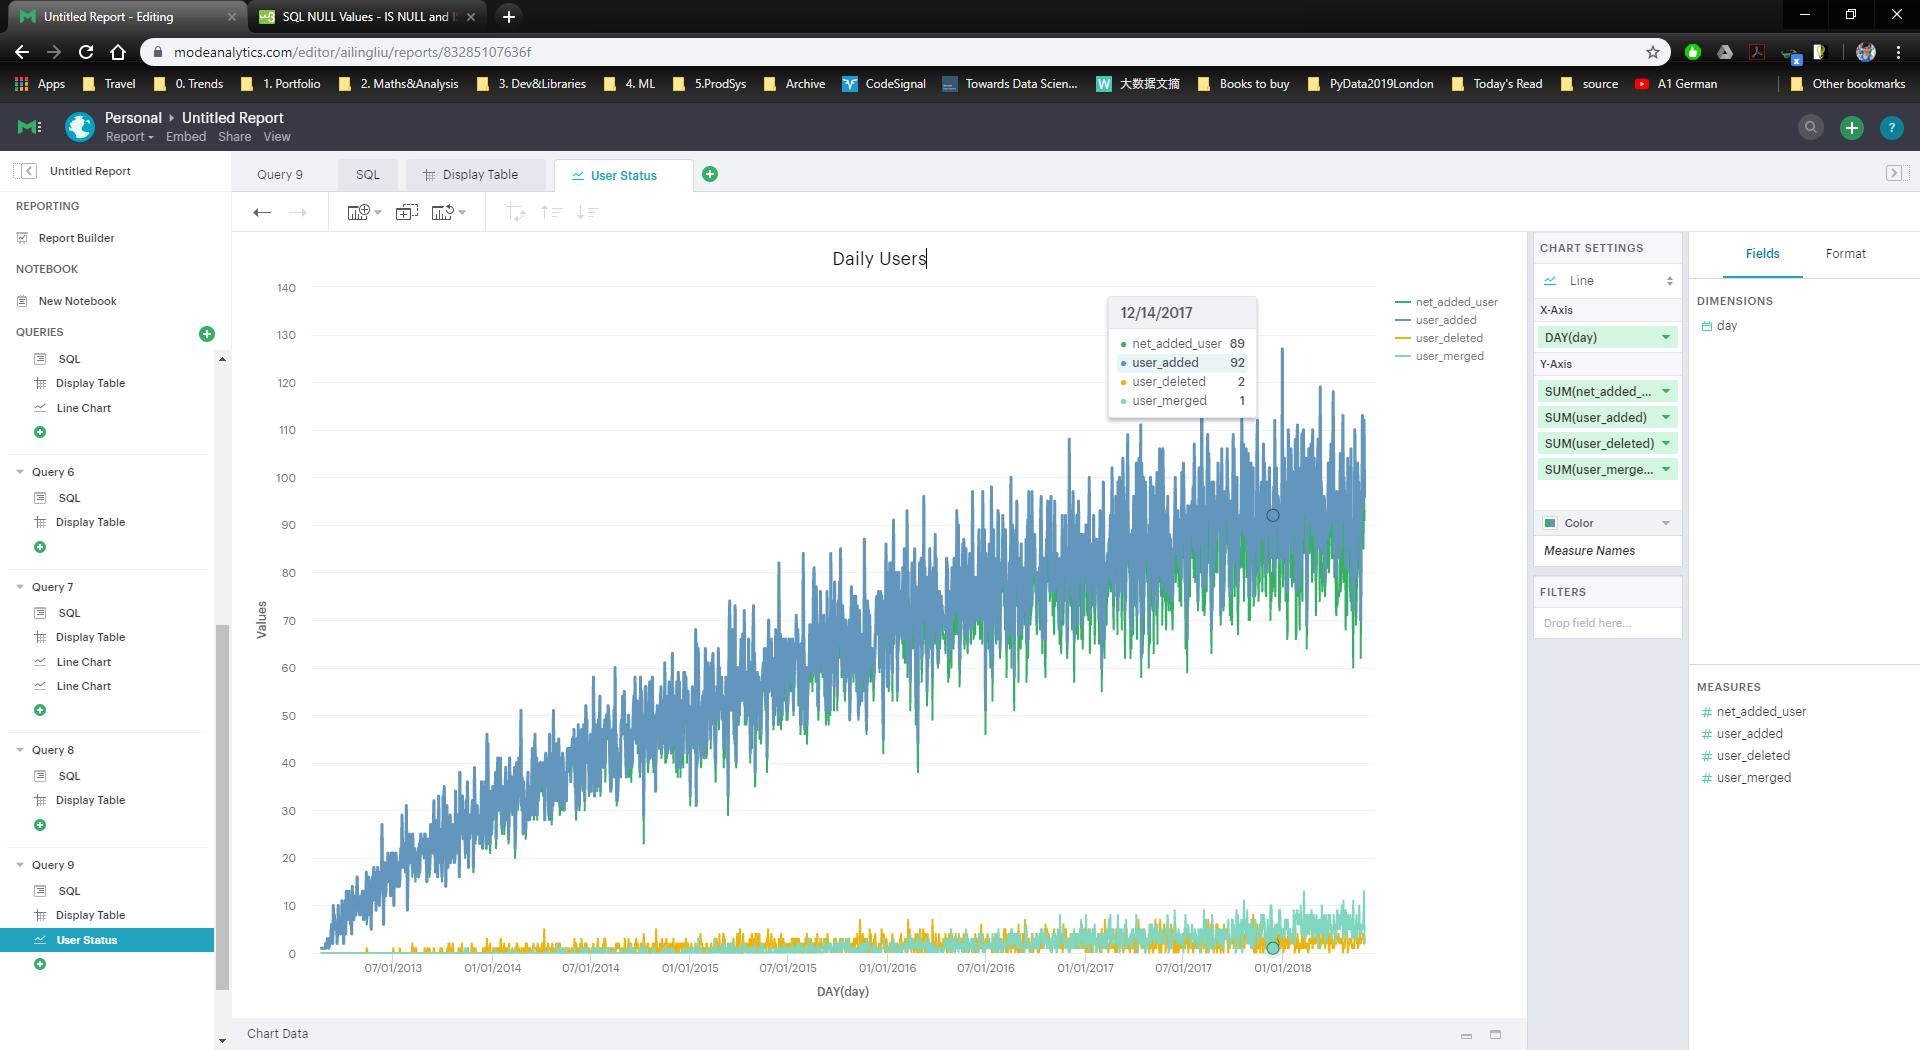 Untitled Report - Editing
SQL NULL Values - IS NULL and
modeanalytics.com/editor/ailingliu/reports/83285107636f
Apps
Travel
0. Trends
1. Portfolio
2. Maths&Analysis
3. Dev&Libraries
4. ML
5.ProdSys
Archive
CodeSignal
Towards Data Scien...
大数据文摘
Books to buy
PyData2019London
Today's Read
source
A1 German
Other bookmarks
Personal
Untitled Report
Report
Embed
Share
View
?
Untitled Report
REPORTING
Report Builder
NOTEBOOK
New Notebook
QUERIES
SQL
Display Table
Line Chart
Query 6
SQL
Display Table
Query 7
SQL
Display Table
Line Chart
Line Chart
Query 8
SQL
Display Table
Query 9
SQL
Display Table
User Status
Query 9
SQL
Display Table
User Status
Daily Users
140
130
120
110
100
90
80
70
60
50
40
30
20
10
0
Values
07/01/2013
01/01/2014
07/01/2014
01/01/2015
07/01/2015
01/01/2016
07/01/2016
01/01/2017
07/01/2017
01/01/2018
DAY(day)
12/14/2017
net_added_user 89
user_added 92
user_deleted 2
user_merged 1
net_added_user
user_added
user_deleted
user_merged
Chart Data
CHART SETTINGS
Line
X-Axis
DAY(day)
Y-Axis
SUM(net_added_...
SUM(user_added)
SUM(user_deleted)
SUM(user_merge...
Color
Measure Names
FILTERS
Drop field here...
Fields
Format
DIMENSIONS
day
MEASURES
net_added_user
user_added
user_deleted
user_merged